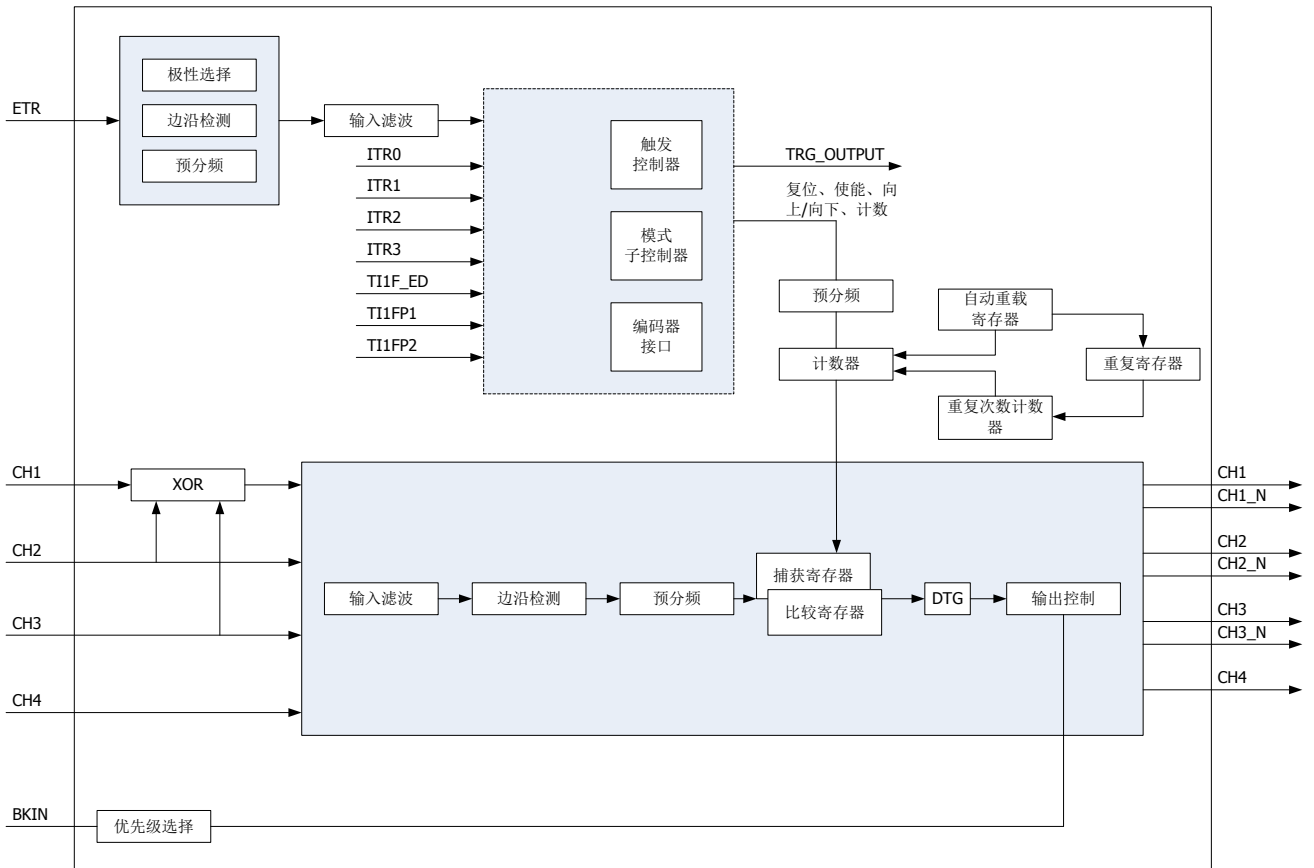 极性选择
ETR
边沿检测
输入滤波
预分频
ITR0
ITR1
ITR2
ITR3
TI1F_ED
TI1FP1
TI1FP2
触发
控制器
模式
子控制器
编码器
接口
TRG_OUTPUT
复位、使能、向
上/向下、计数
预分频
计数器
自动重载
寄存器
重复寄存器
重复次数计数
器
CH1
XOR
CH2
CH3
CH4
输入滤波
边沿检测
预分频
捕获寄存器
比较寄存器
DTG
输出控制
CH1
CH1_N
CH2
CH2_N
CH3
CH3_N
CH4
BKIN
优先级选择